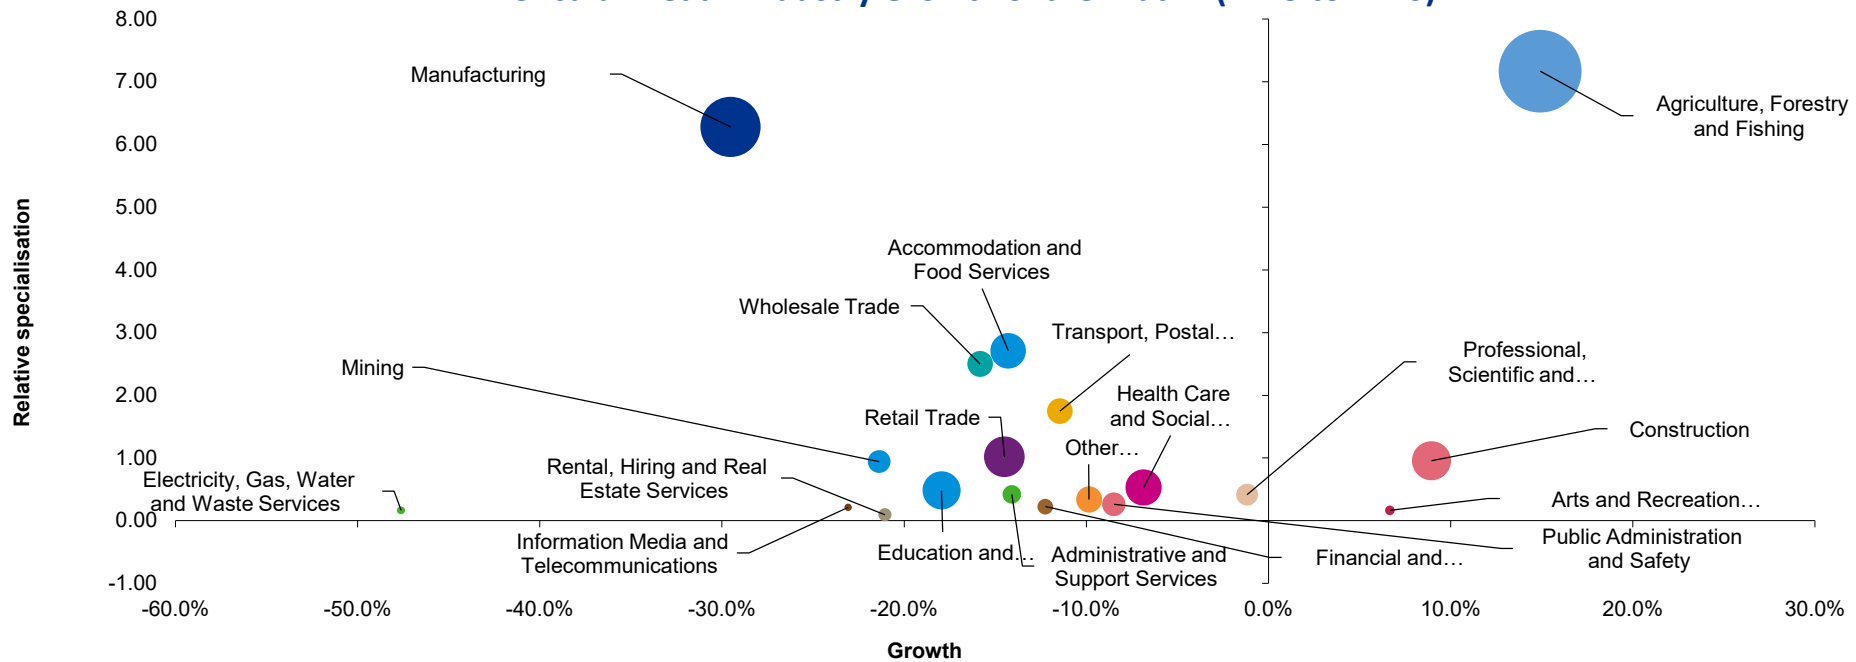 8.00
7.00
6.00
5.00
4.00
3.00
2.00
1.00
0.00
-1.00
Relative specialisation
Manufacturing
Agriculture, Forestry
and Fishing
Accommodation and
Food Services
Wholesale Trade
Transport, Postal…
Mining
Professional,
Scientific and…
Health Care
and Social…
Retail Trade
Other…
Construction
Electricity, Gas, Water
and Waste Services
Rental, Hiring and Real
Estate Services
Arts and Recreation…
Information Media and
Telecommunications
Education and…
Administrative and
Support Services
Financial and…
Public Administration
and Safety
-60.0%
-50.0%
-40.0%
-30.0%
-20.0%
-10.0%
0.0%
10.0%
20.0%
30.0%
Growth